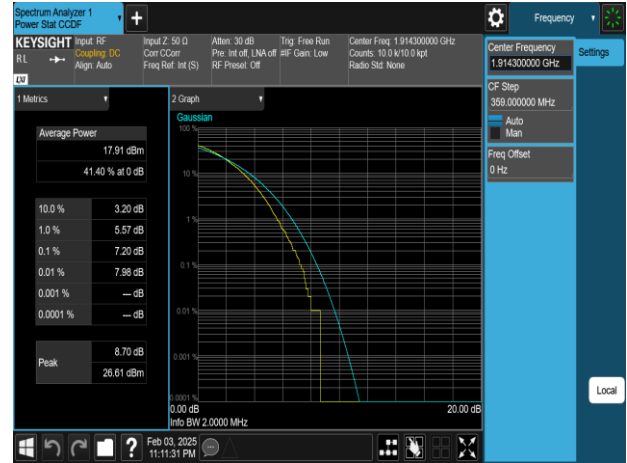 Spectrum Analyzer 1
Power Stat CCDF
Frequency
KEYSIGHT
RL
LXI
Input: RF
Coupling: DC
Align: Auto
Input Z: 50 Ω
Corr CCorr
Freq Ref: Int (S)
Atten: 30 dB
Pre: Int off, LNA off
RF Presel: Off
Trig: Free Run
#IF Gain: Low
Center Freq: 1.914300000 GHz
Counts: 10.0 k/10.0 kpt
Radio Std: None
Center Frequency
1.914300000 GHz
Settings
CF Step
359.000000 MHz
Auto
Man
Freq Offset
0 Hz
1 Metrics
Average Power
17.91 dBm
41.40 % at 0 dB
10.0 % 3.20 dB
1.0 % 5.57 dB
0.1 % 7.20 dB
0.01 % 7.98 dB
0.001 % — dB
0.0001 % — dB
Peak
8.70 dB
26.61 dBm
2 Graph
Gaussian
100 %
10 %
1 %
0.1 %
0.01 %
0.001 %
0.0001 %
0.00 dB 20.00 dB
Info BW 2.0000 MHz
Local
?
Feb 03, 2025
11:11:31 PM